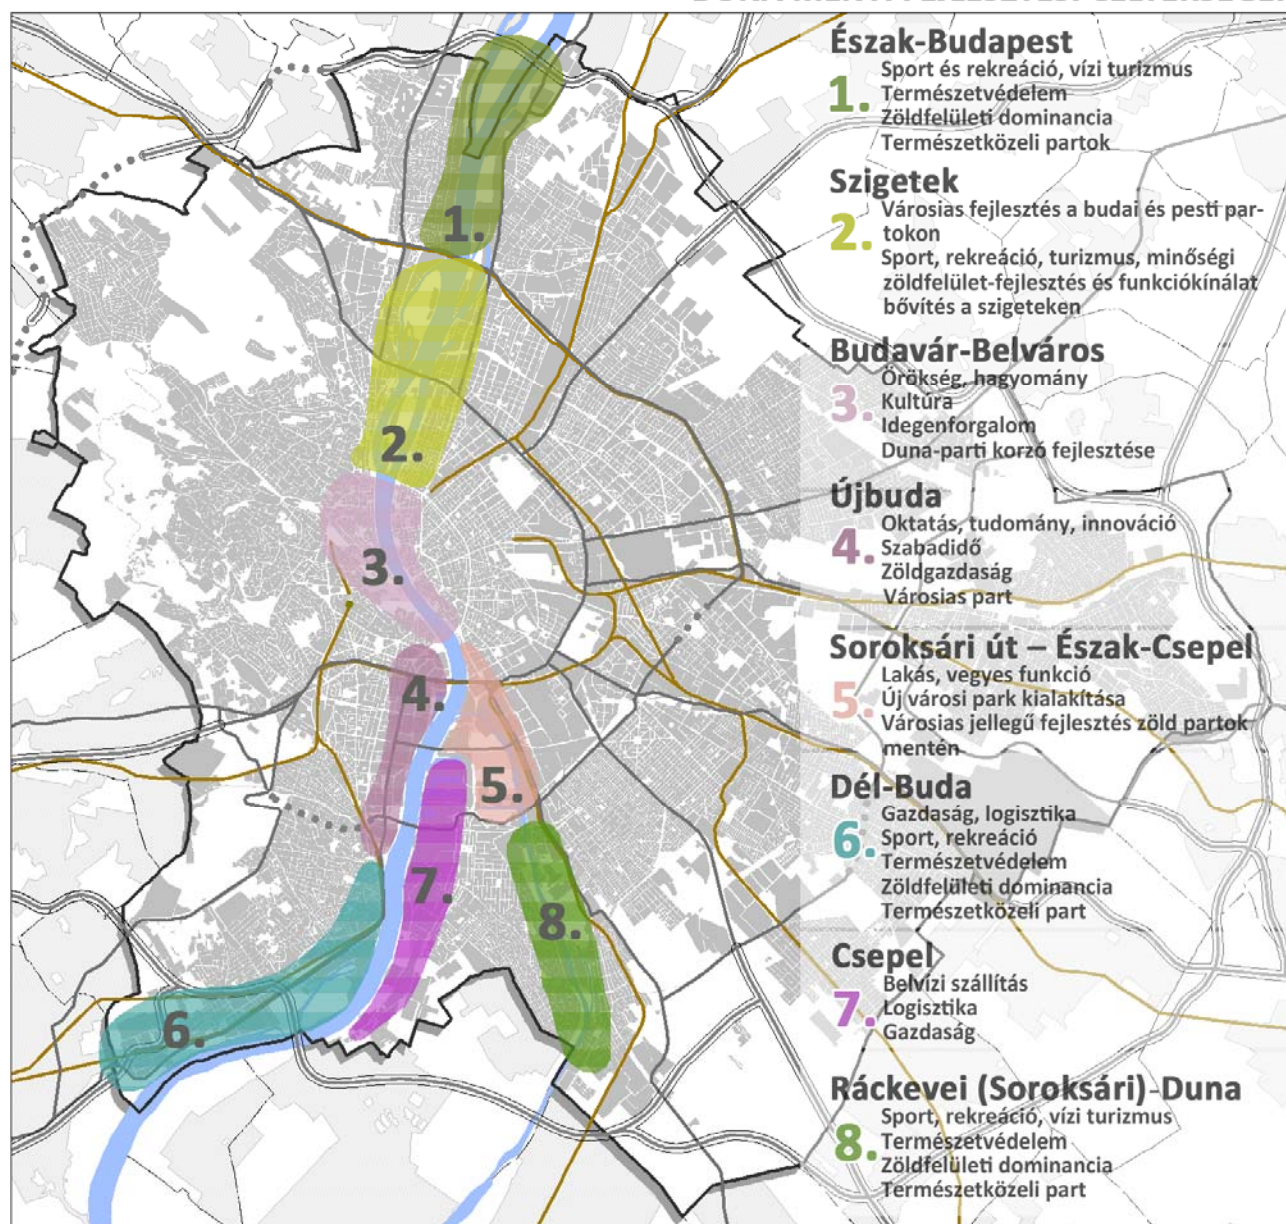 Észak-Budapest
1.
Sport és rekreáció, vízi turizmus
Természetvédelem
Zöldfelületi dominancia
Természetközeli partok
Szigetek
2.
Városias fejlesztés a budai és pesti par-
tokon
Sport, rekreáció, turizmus, minőségi
zöldfelület-fejlesztés és funkciókínálat
bővítés a szigeteken
Budavár-Belváros
3.
Örökség, hagyomány
Kultúra
Idegenforgalom
Duna-parti korzó fejlesztése
Újbuda
4.
Oktatás, tudomány, innováció
Szabadidő
Zöldgazdaság
Városias part
Soroksári út – Észak-Csepel
5.
Lakás, vegyes funkció
Új városi park kialakítása
Városias jellegű fejlesztés zöld partok
mentén
Dél-Buda
6.
Gazdaság, logisztika
Sport, rekreáció
Természetvédelem
Zöldfelületi dominancia
Természetközeli part
Csepel
7.
Belvizi szállítás
Logisztika
Gazdaság
Ráckevei (Soroksári)-Duna
8.
Sport, rekreáció, vízi turizmus
Természetvédelem
Zöldfelületi dominancia
Természetközeli part
1.
2.
3.
4.
5.
6.
7.
8.